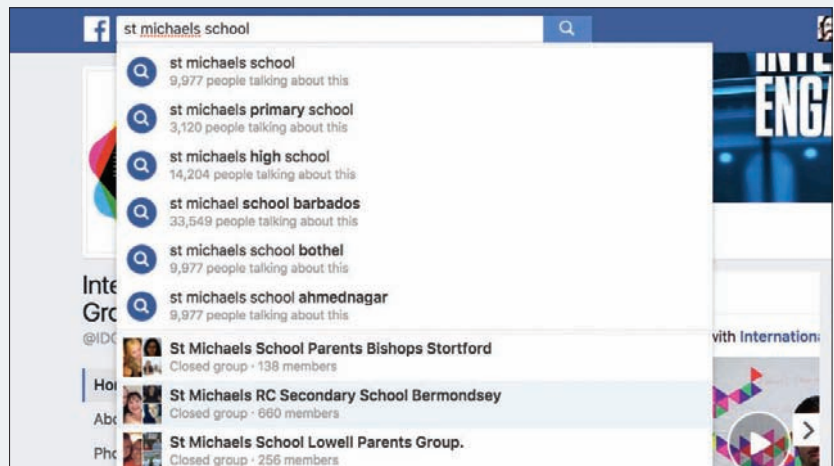 f
st michaels school
st michaels school
9,977 people talking about this
st michaels primary school
3,120 people talking about this
st michaels high school
14,204 people talking about this
st michael school barbados
33,549 people talking about this
st michaels school bothel
9,977 people talking about this
st michaels school ahmednagar
9,977 people talking about this
St Michaels School Parents Bishops Stortford
Closed group · 138 members
St Michaels RC Secondary School Bermondsey
Closed group · 660 members
St Michaels School Lowell Parents Group.
Closed group · 256 members
Inte
Gro
@IDC
Hor
Abo
Pho
INTE
ENGA
with Internation